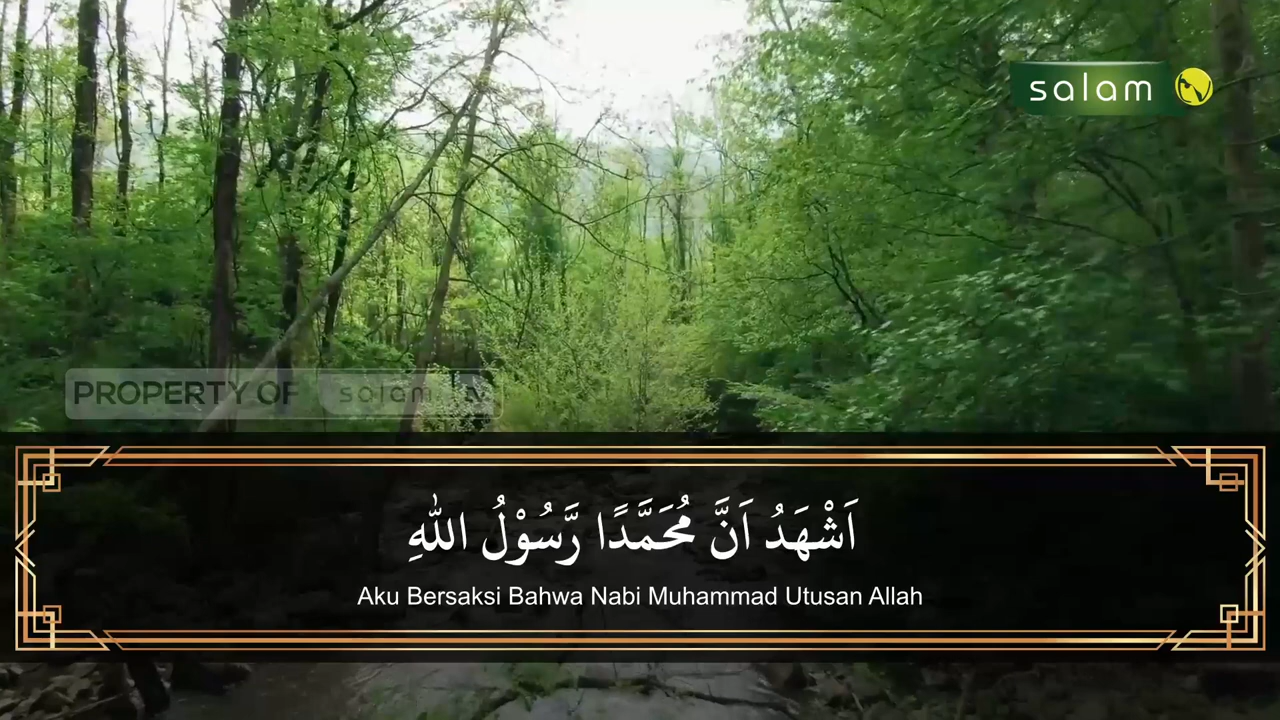 salam
PROPERTY OF salam
اَشْهَدُ اَنَّ مُحَمَّدًا رَّسُوْلُ اللّٰهِ
Aku Bersaksi Bahwa Nabi Muhammad Utusan Allah